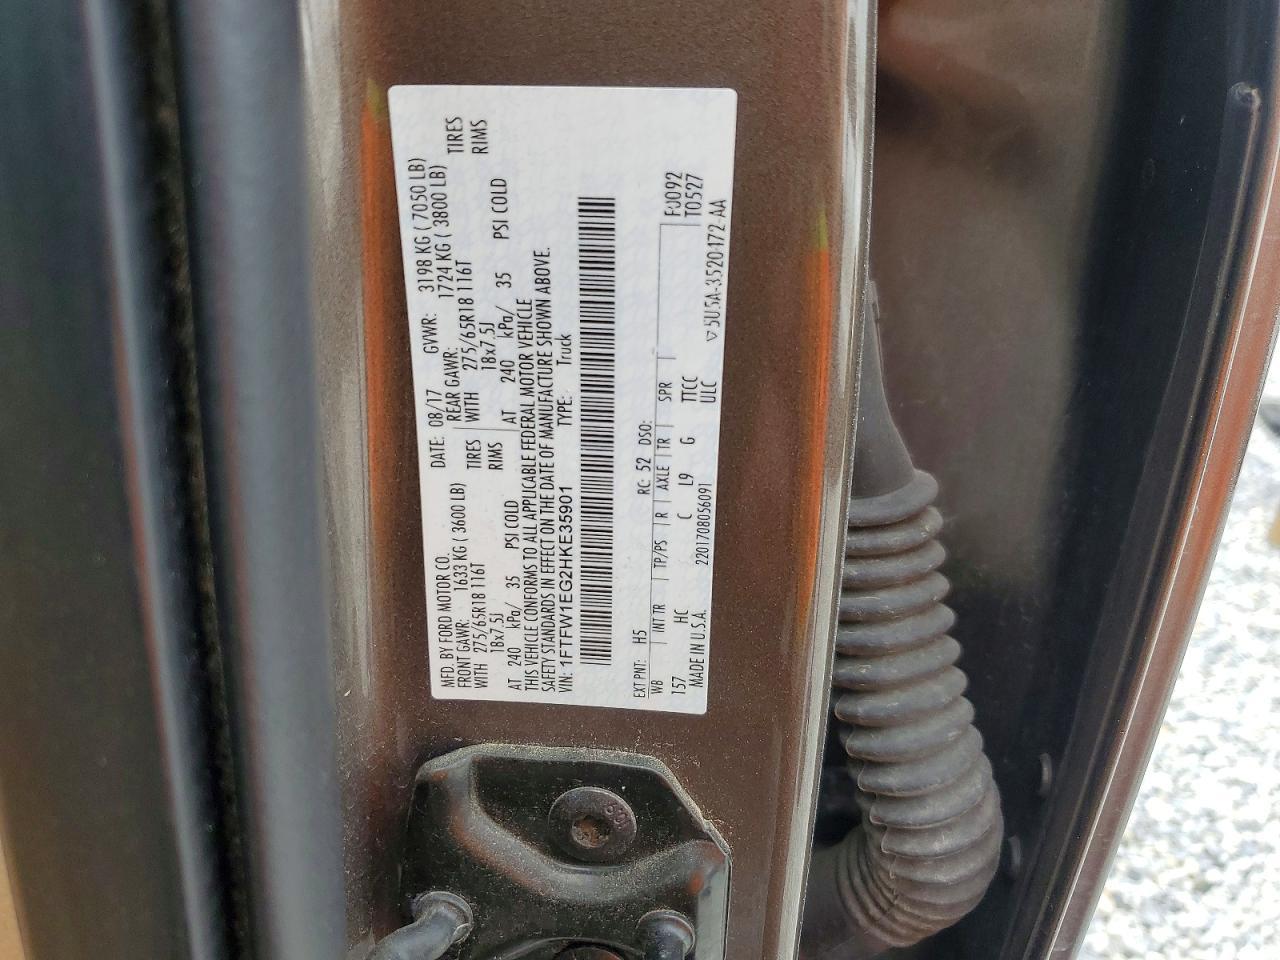 MFD. BY FORD MOTOR CO. DATE: 08/17 GVWR: 3198 KG ( 7050 LB)
FRONT GAWR: 1633 KG ( 3600 LB) REAR GAWR: 1724 KG ( 3800 LB)
WITH 275/65R18 116T TIRES WITH 275/65R18 116T TIRES
18x7.5J RIMS 18x7.5J RIMS
AT 240 kPa/ 35 PSI COLD AT 240 kPa/ 35 PSI COLD
THIS VEHICLE CONFORMS TO ALL APPLICABLE FEDERAL MOTOR VEHICLE
SAFETY STANDARDS IN EFFECT ON THE DATE OF MANUFACTURE SHOWN ABOVE.
VIN: 1FTFW1EG2HKE35901 TYPE: Truck
EXT PNT: H5 RC: 52 DSO:
WB INT TR TP/PS R AXLE TR SPR F0092
157 HC C L9 G TTCC T0527
MADE IN U.S.A. 2201708056091 ULC ▽5U5A-3520472-AA